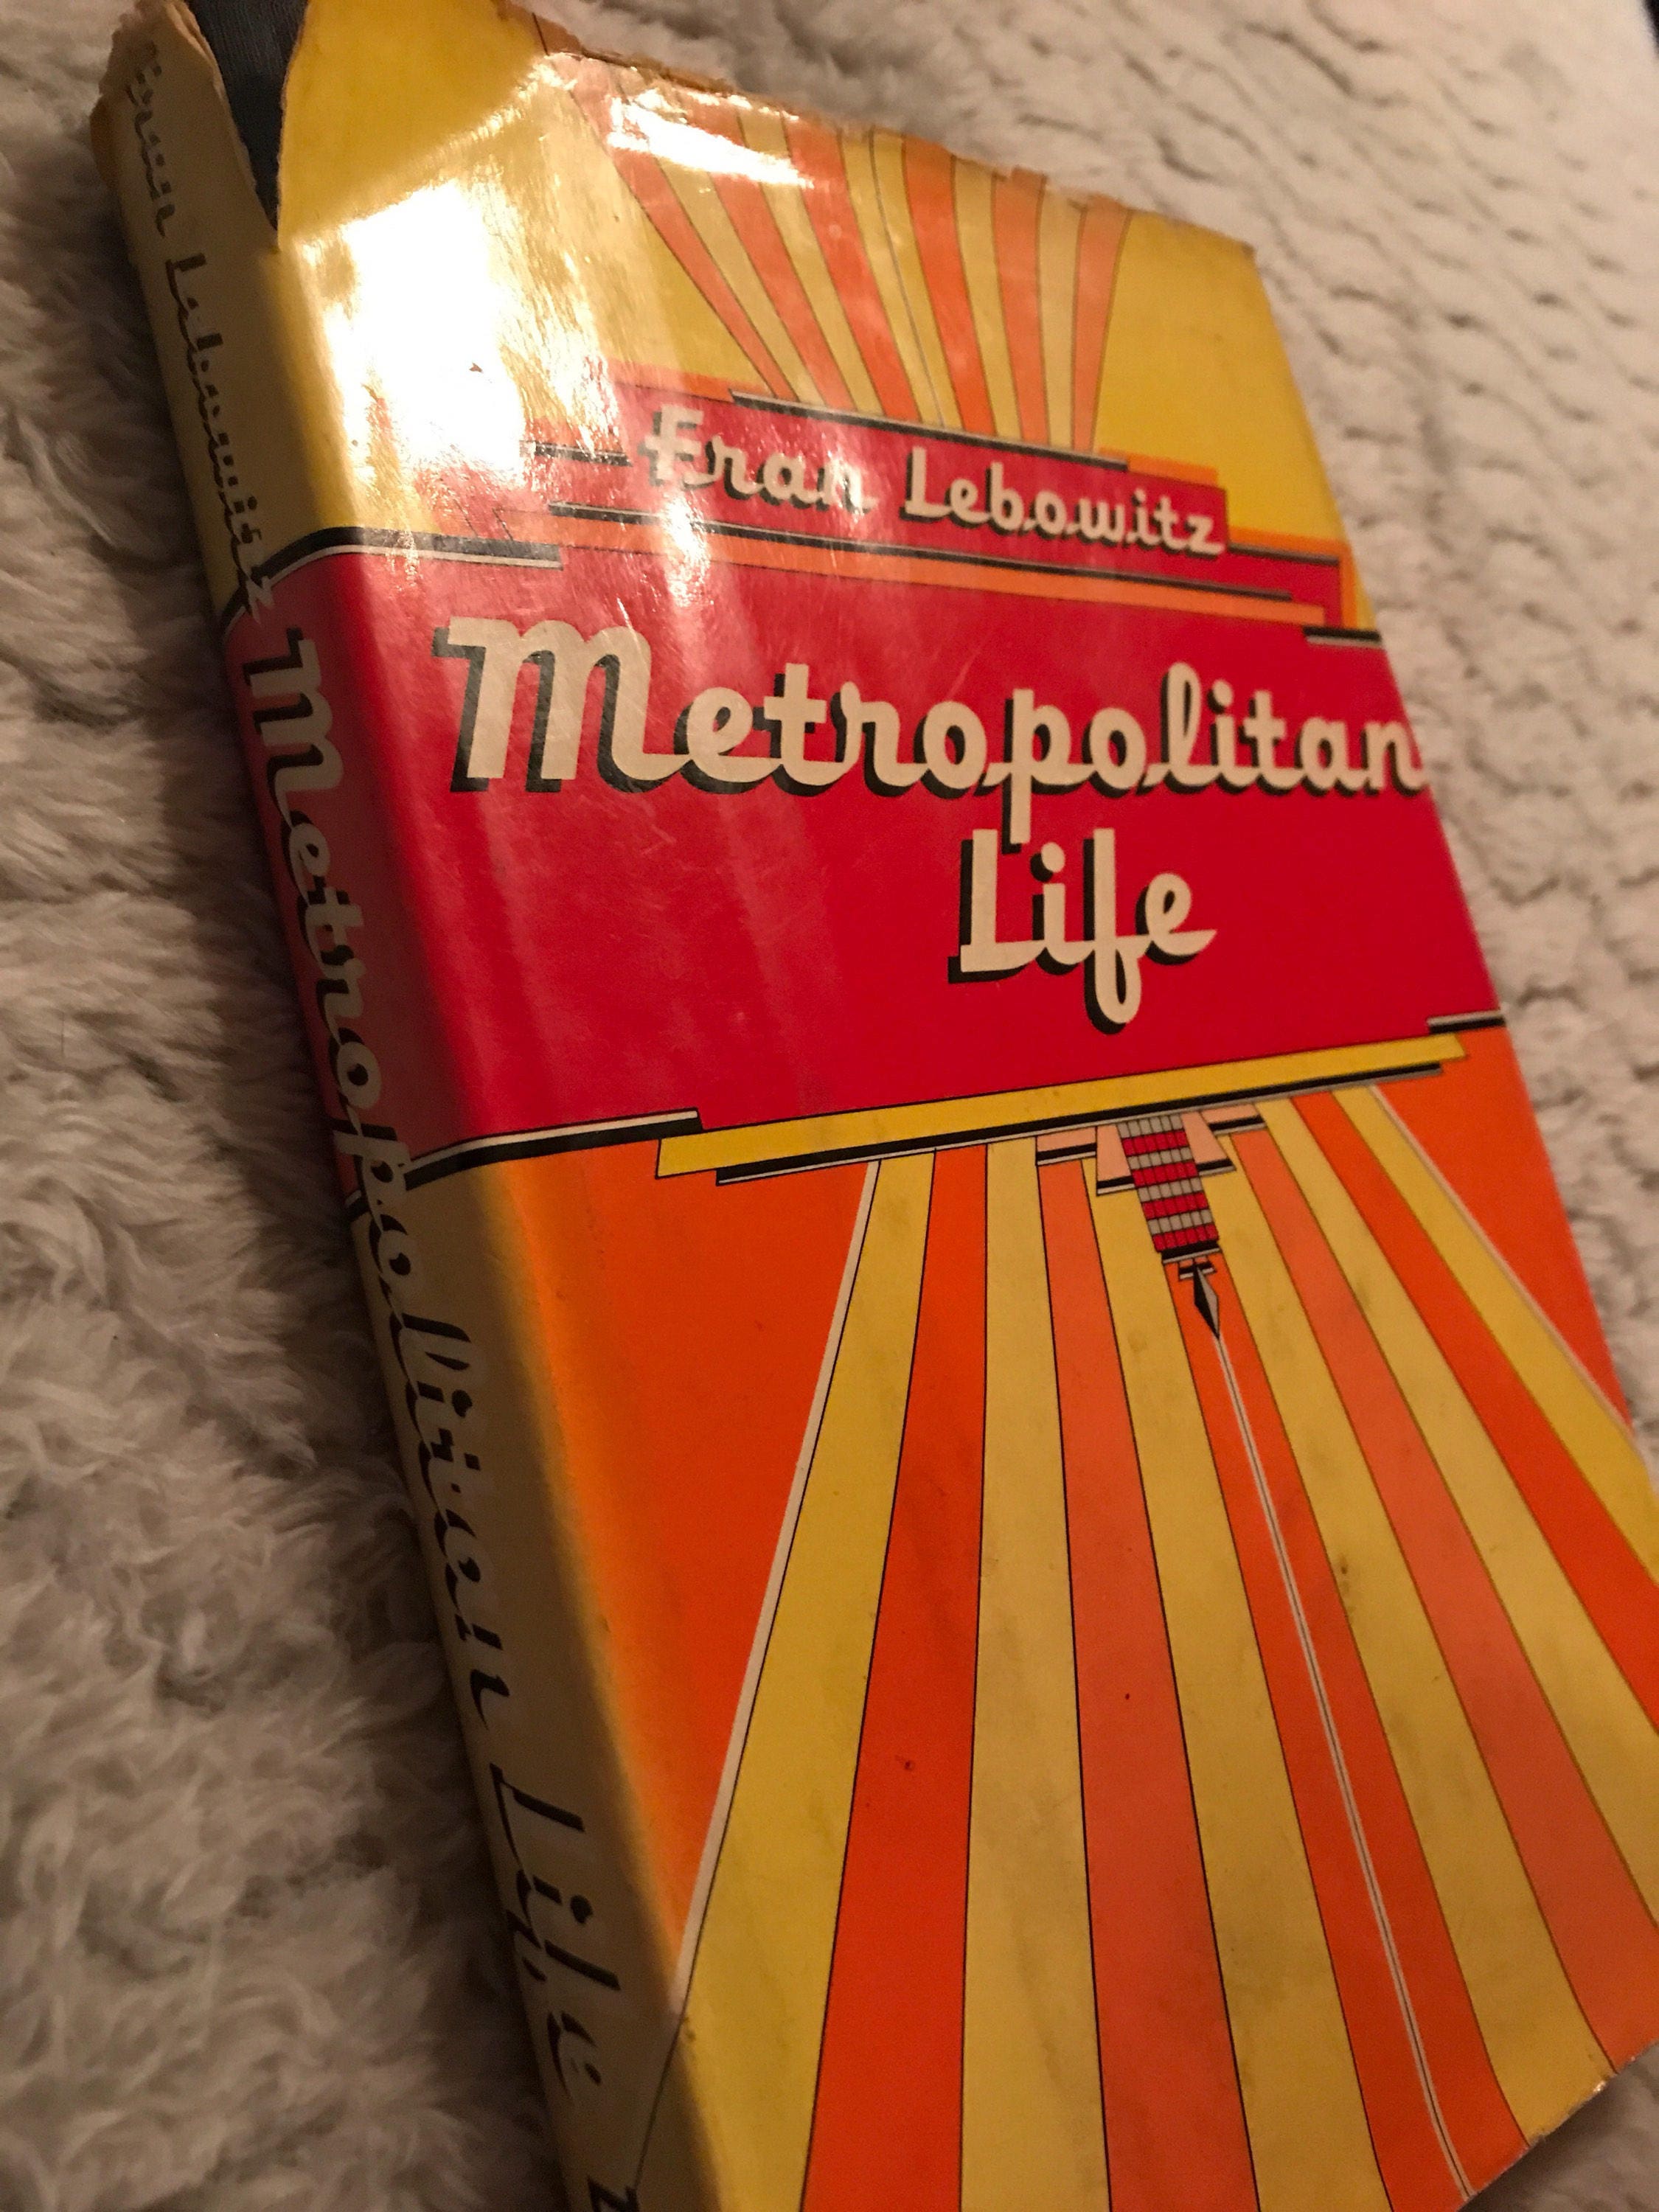 Fran Lebowitz
Metropolitan
Life
Fran Lebowitz Metropolitan Life